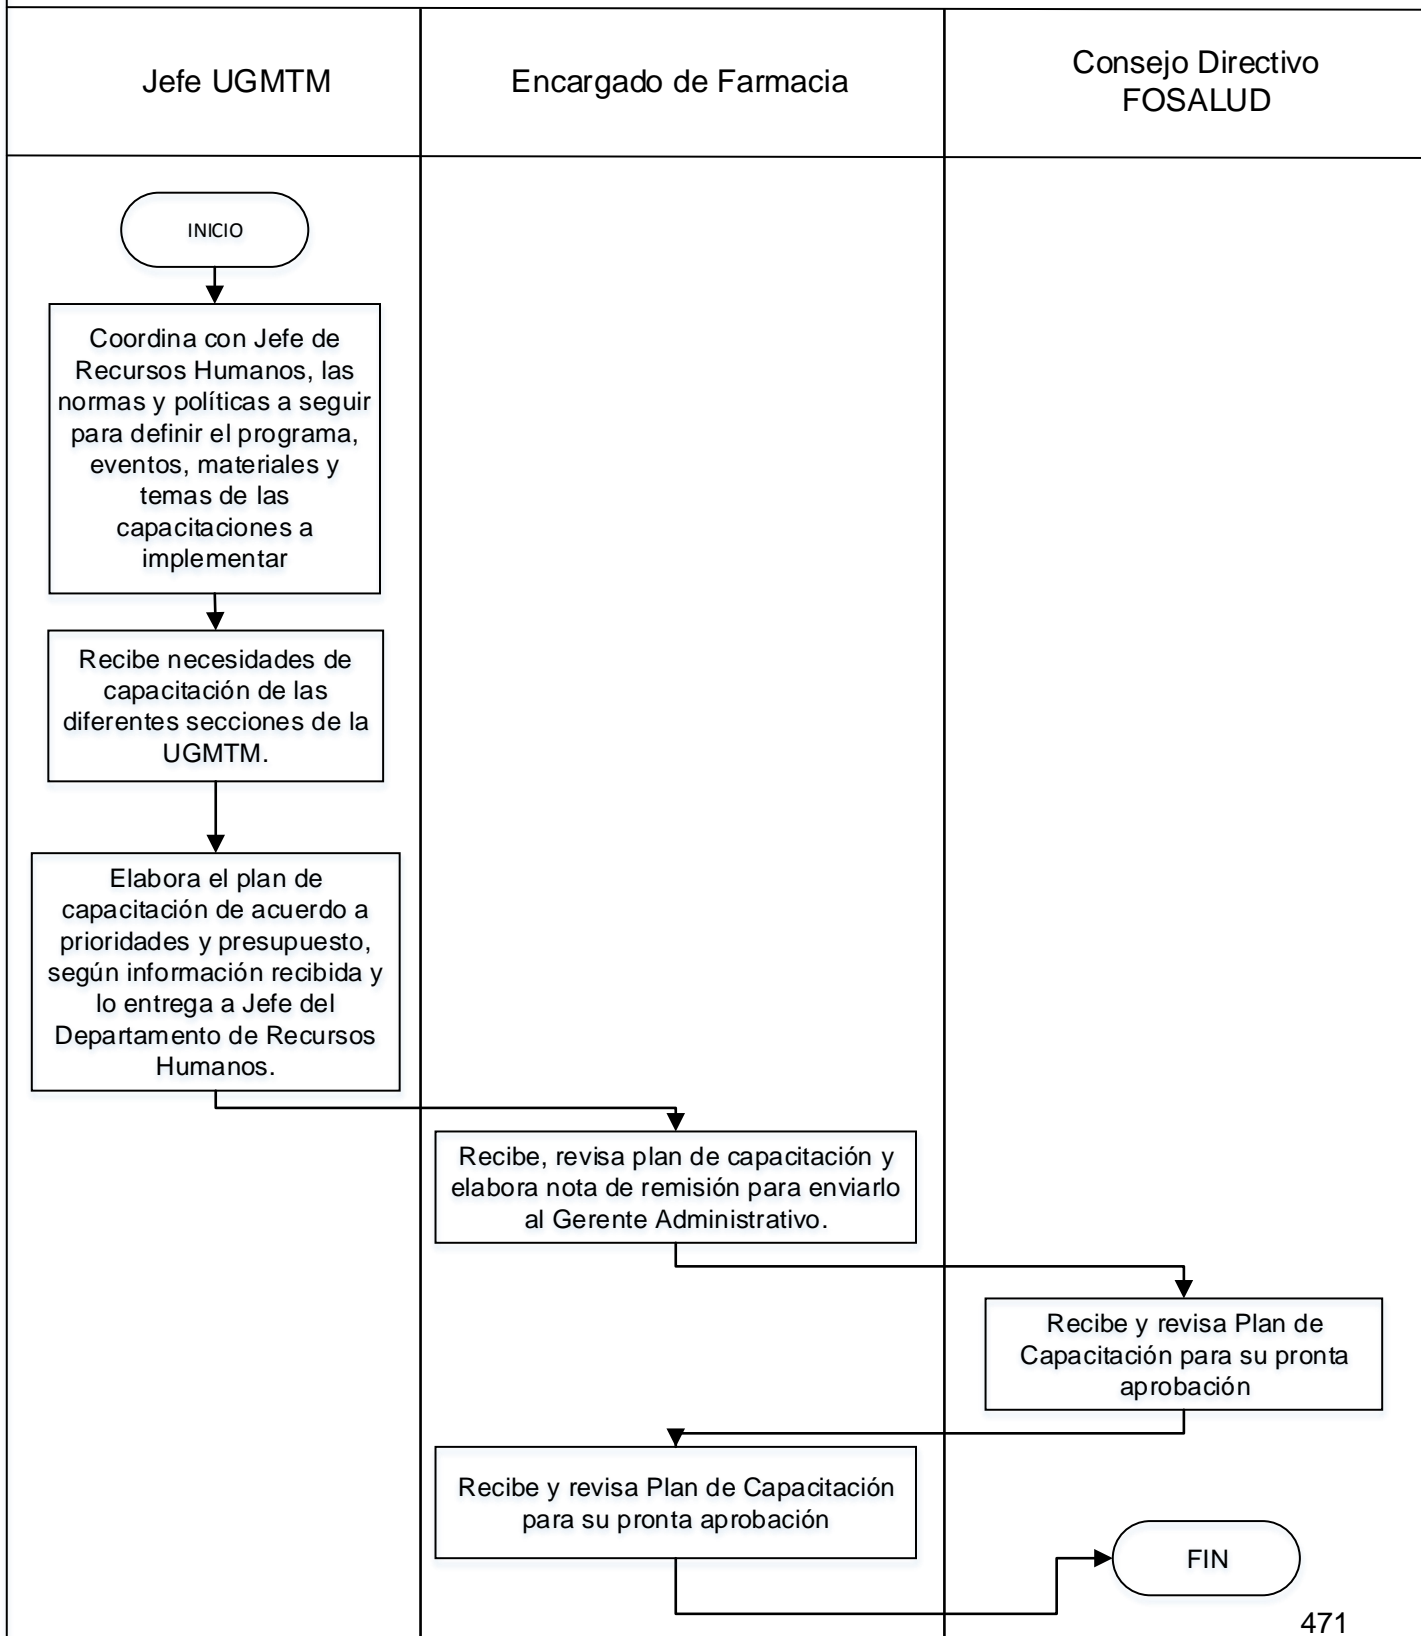 Jefe UGMTM
Encargado de Farmacia
Consejo Directivo
FOSALUD
INICIO
Coordina con Jefe de
Recursos Humanos, las
normas y políticas a seguir
para definir el programa,
eventos, materiales y
temas de las
capacitaciones a
implementar
Recibe necesidades de
capacitación de las
diferentes secciones de la
UGMTM.
Elabora el plan de
capacitación de acuerdo a
prioridades y presupuesto,
según información recibida y
lo entrega a Jefe del
Departamento de Recursos
Humanos.
Recibe, revisa plan de capacitación y
elabora nota de remisión para enviarlo
al Gerente Administrativo.
Recibe y revisa Plan de
Capacitación para su pronta
aprobación
Recibe y revisa Plan de Capacitación
para su pronta aprobación
FIN
471